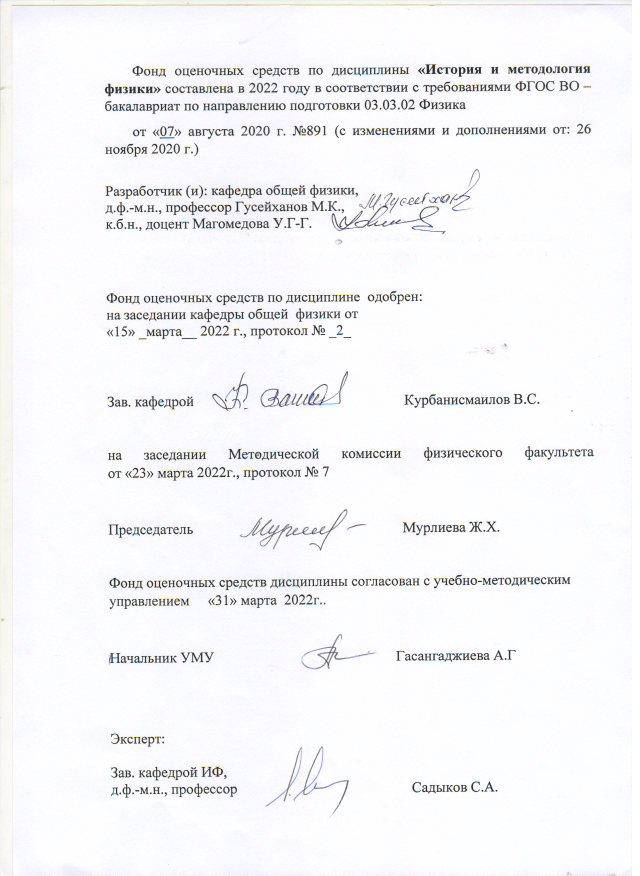 Фонд оценочных средств по дисциплине «История и методология
физики» составлена в 2022 году в соответствии с требованиями ФГОС ВО –
бакалавриат по направлению подготовки 03.03.02 Физика
от «07» августа 2020 г. №891 (с изменениями и дополнениями от: 26
ноября 2020 г.)
Разработчик (и): кафедра общей физики,
д.ф.-м.н., профессор Гусейханов М.К., М.Гусейханов
к.б.н., доцент Магомедова У.Г-Г.
Фонд оценочных средств по дисциплине одобрен:
на заседании кафедры общей физики от
«15» _марта__ 2022 г., протокол № _2_
Зав. кафедрой Курбанисмаилов В.С.
на заседании Методической комиссии физического факультета
от «23» марта 2022г., протокол № 7
Председатель Мурлиева Ж.Х.
Фонд оценочных средств дисциплины согласован с учебно-методическим
управлением «31» марта 2022г..
Начальник УМУ Гасангаджиева А.Г
Эксперт:
Зав. кафедрой ИФ,
д.ф.-м.н., профессор Садыков С.А.